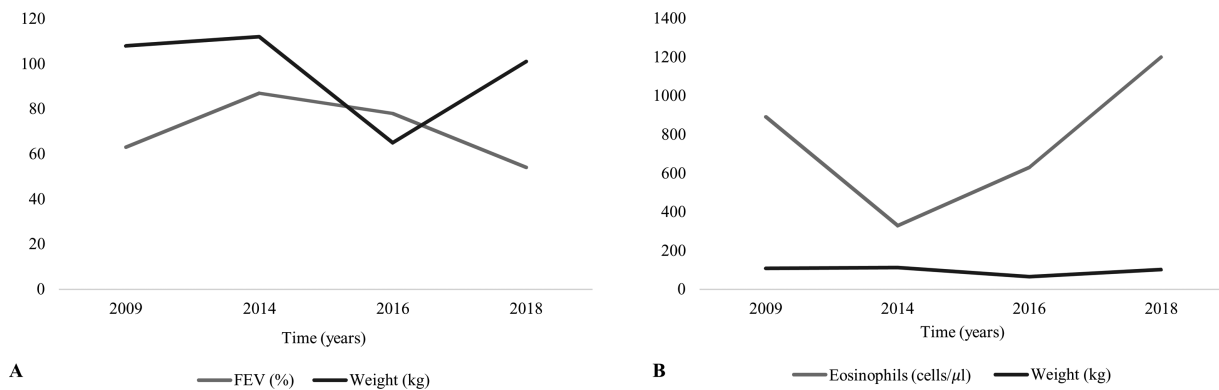 120
100
80
60
40
20
0
2009 2014 2016 2018
Time (years)
A
FEV (%) Weight (kg)
1400
1200
1000
800
600
400
200
0
2009 2014 2016 2018
Time (years)
B
Eosinophils (cells/µl) Weight (kg)